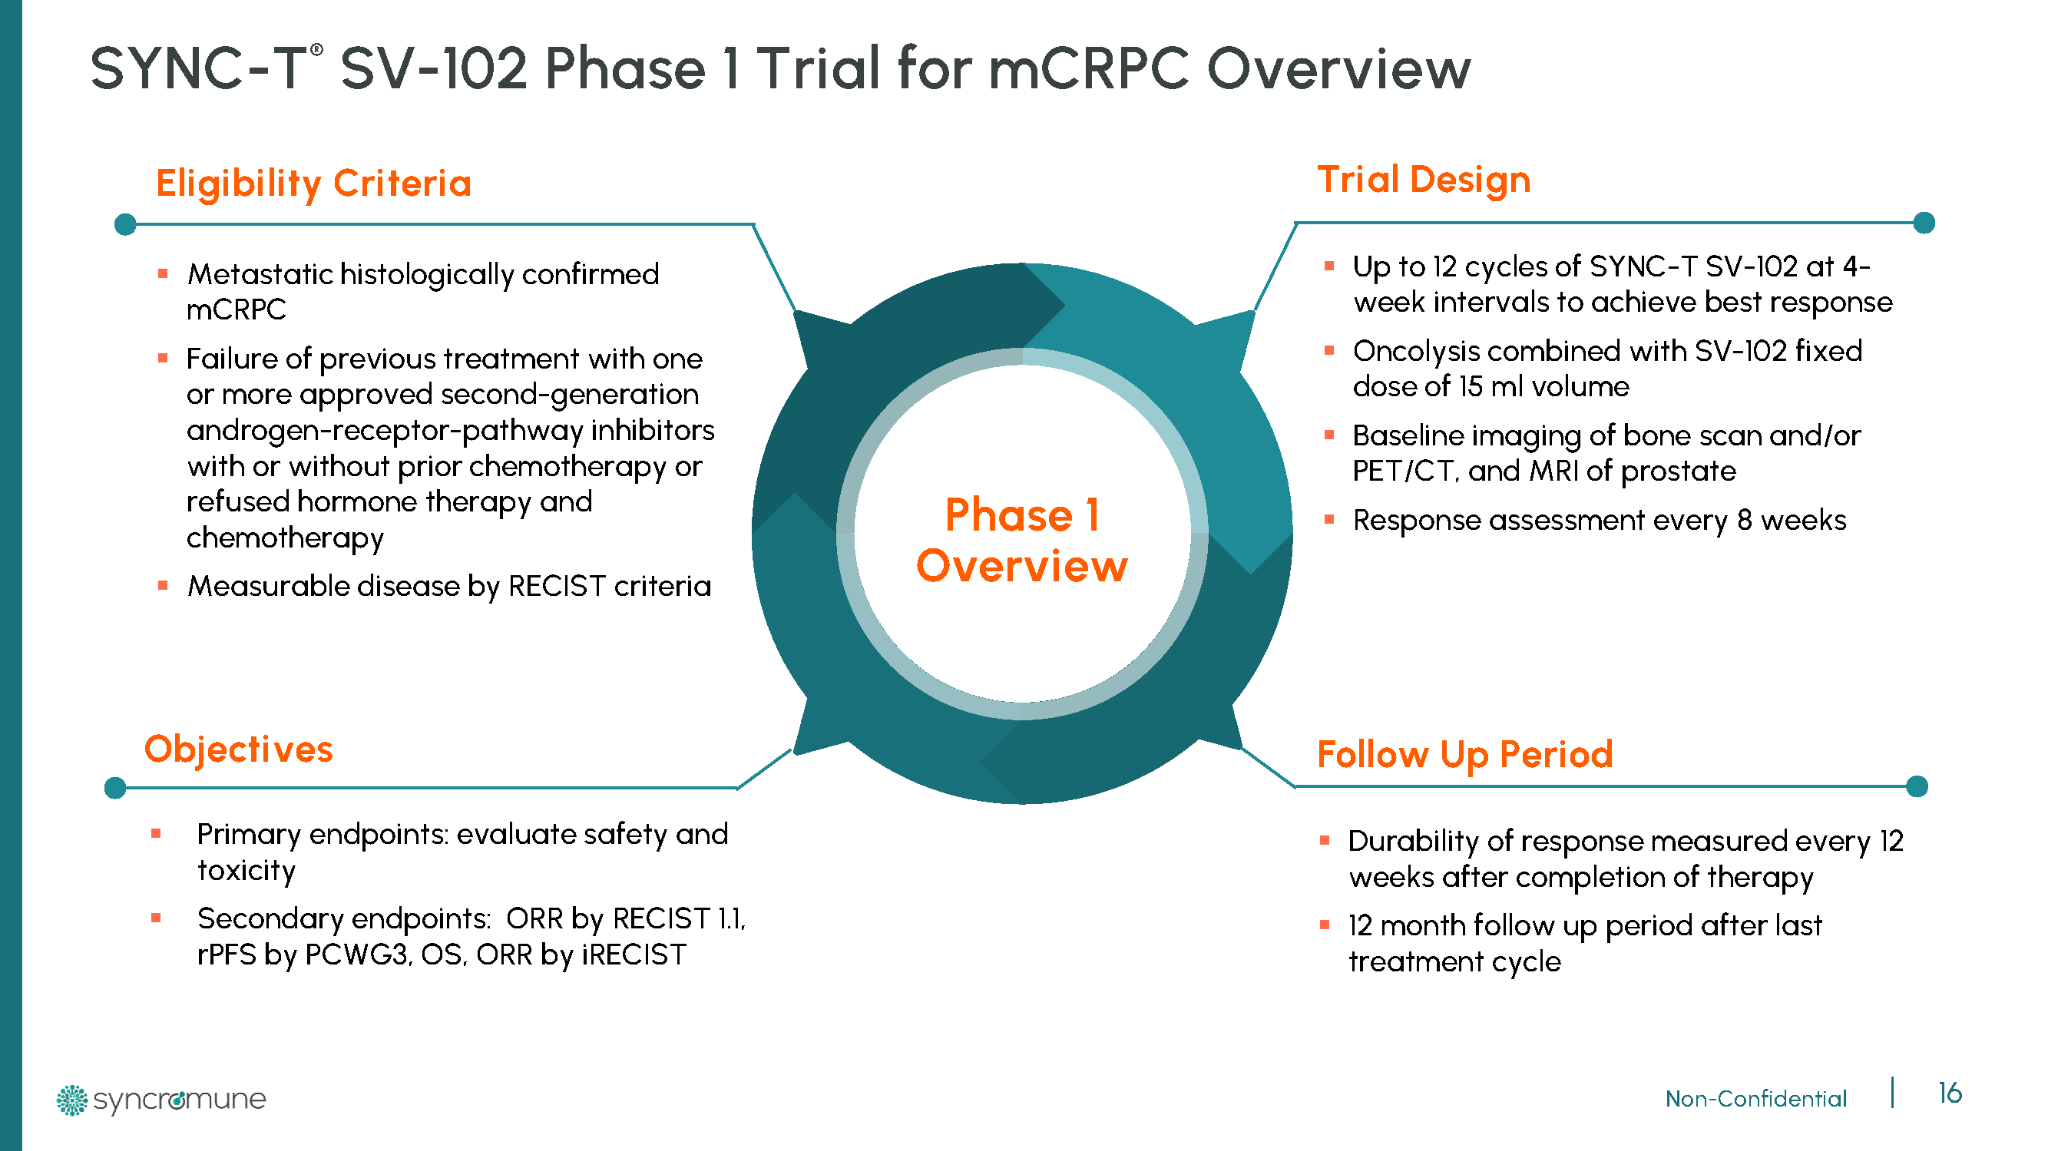 SYNC-T® SV-102 Phase 1 Trial for mCRPC Overview
Eligibility Criteria
▪ Metastatic histologically confirmed
mCRPC
▪ Failure of previous treatment with one
or more approved second-generation
androgen-receptor-pathway inhibitors
with or without prior chemotherapy or
refused hormone therapy and
chemotherapy
▪ Measurable disease by RECIST criteria
Trial Design
▪ Up to 12 cycles of SYNC-T SV-102 at 4-
week intervals to achieve best response
▪ Oncolysis combined with SV-102 fixed
dose of 15 ml volume
▪ Baseline imaging of bone scan and/or
PET/CT, and MRI of prostate
▪ Response assessment every 8 weeks
Phase 1
Overview
Objectives
▪ Primary endpoints: evaluate safety and
toxicity
▪ Secondary endpoints: ORR by RECIST 1.1,
rPFS by PCWG3, OS, ORR by iRECIST
Follow Up Period
▪ Durability of response measured every 12
weeks after completion of therapy
▪ 12 month follow up period after last
treatment cycle
syncromune
Non-Confidential | 16